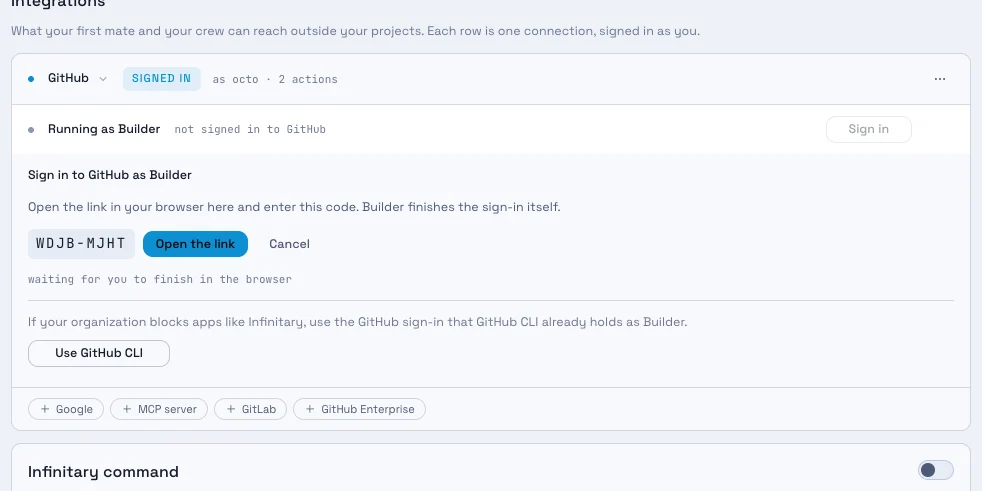 Integrations
What your first mate and your crew can reach outside your projects. Each row is one connection, signed in as you.
GitHub SIGNED IN as octo · 2 actions ...
Running as Builder not signed in to GitHub Sign in
Sign in to GitHub as Builder
Open the link in your browser here and enter this code. Builder finishes the sign-in itself.
WDJB-MJHT Open the link Cancel
waiting for you to finish in the browser
If your organization blocks apps like Infinitary, use the GitHub sign-in that GitHub CLI already holds as Builder.
Use GitHub CLI
+ Google + MCP server + GitLab + GitHub Enterprise
Infinitary command